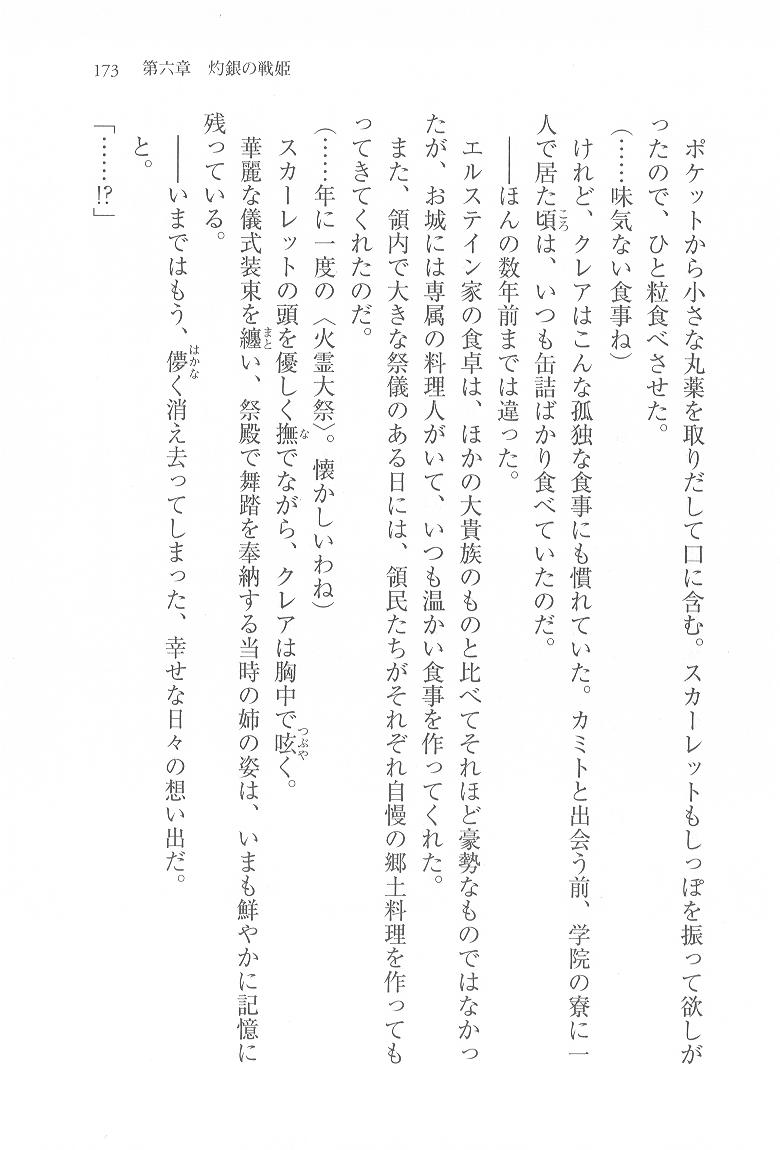 173　第六章　灼銀の戦姫
　ポケットから小さな丸薬を取りだして口に含む。スカーレットもしっぽを振って欲しが
ったので、ひと粒食べさせた。
（……味気ない食事ね）
　けれど、クレアはこんな孤独な食事にも慣れていた。カミトと出会う前、学院の寮に一
人で居た頃は、いつも缶詰ばかり食べていたのだ。
　――ほんの数年前までは違った。
　エルステイン家の食卓は、ほかの大貴族のものと比べてそれほど豪勢なものではなかっ
たが、お城には専属の料理人がいて、いつも温かい食事を作ってくれた。
　また、領内で大きな祭儀のある日には、領民たちがそれぞれ自慢の郷土料理を作っても
ってきてくれたのだ。
（……年に一度の〈火霊大祭〉。懐かしいわね）
　スカーレットの頭を優しく撫でながら、クレアは胸中で呟く。
　華麗な儀式装束を纏い、祭殿で舞踏を奉納する当時の姉の姿は、いまも鮮やかに記憶に
残っている。
　――いまではもう、儚く消え去ってしまった、幸せな日々の想い出だ。
　と。
「……!?」